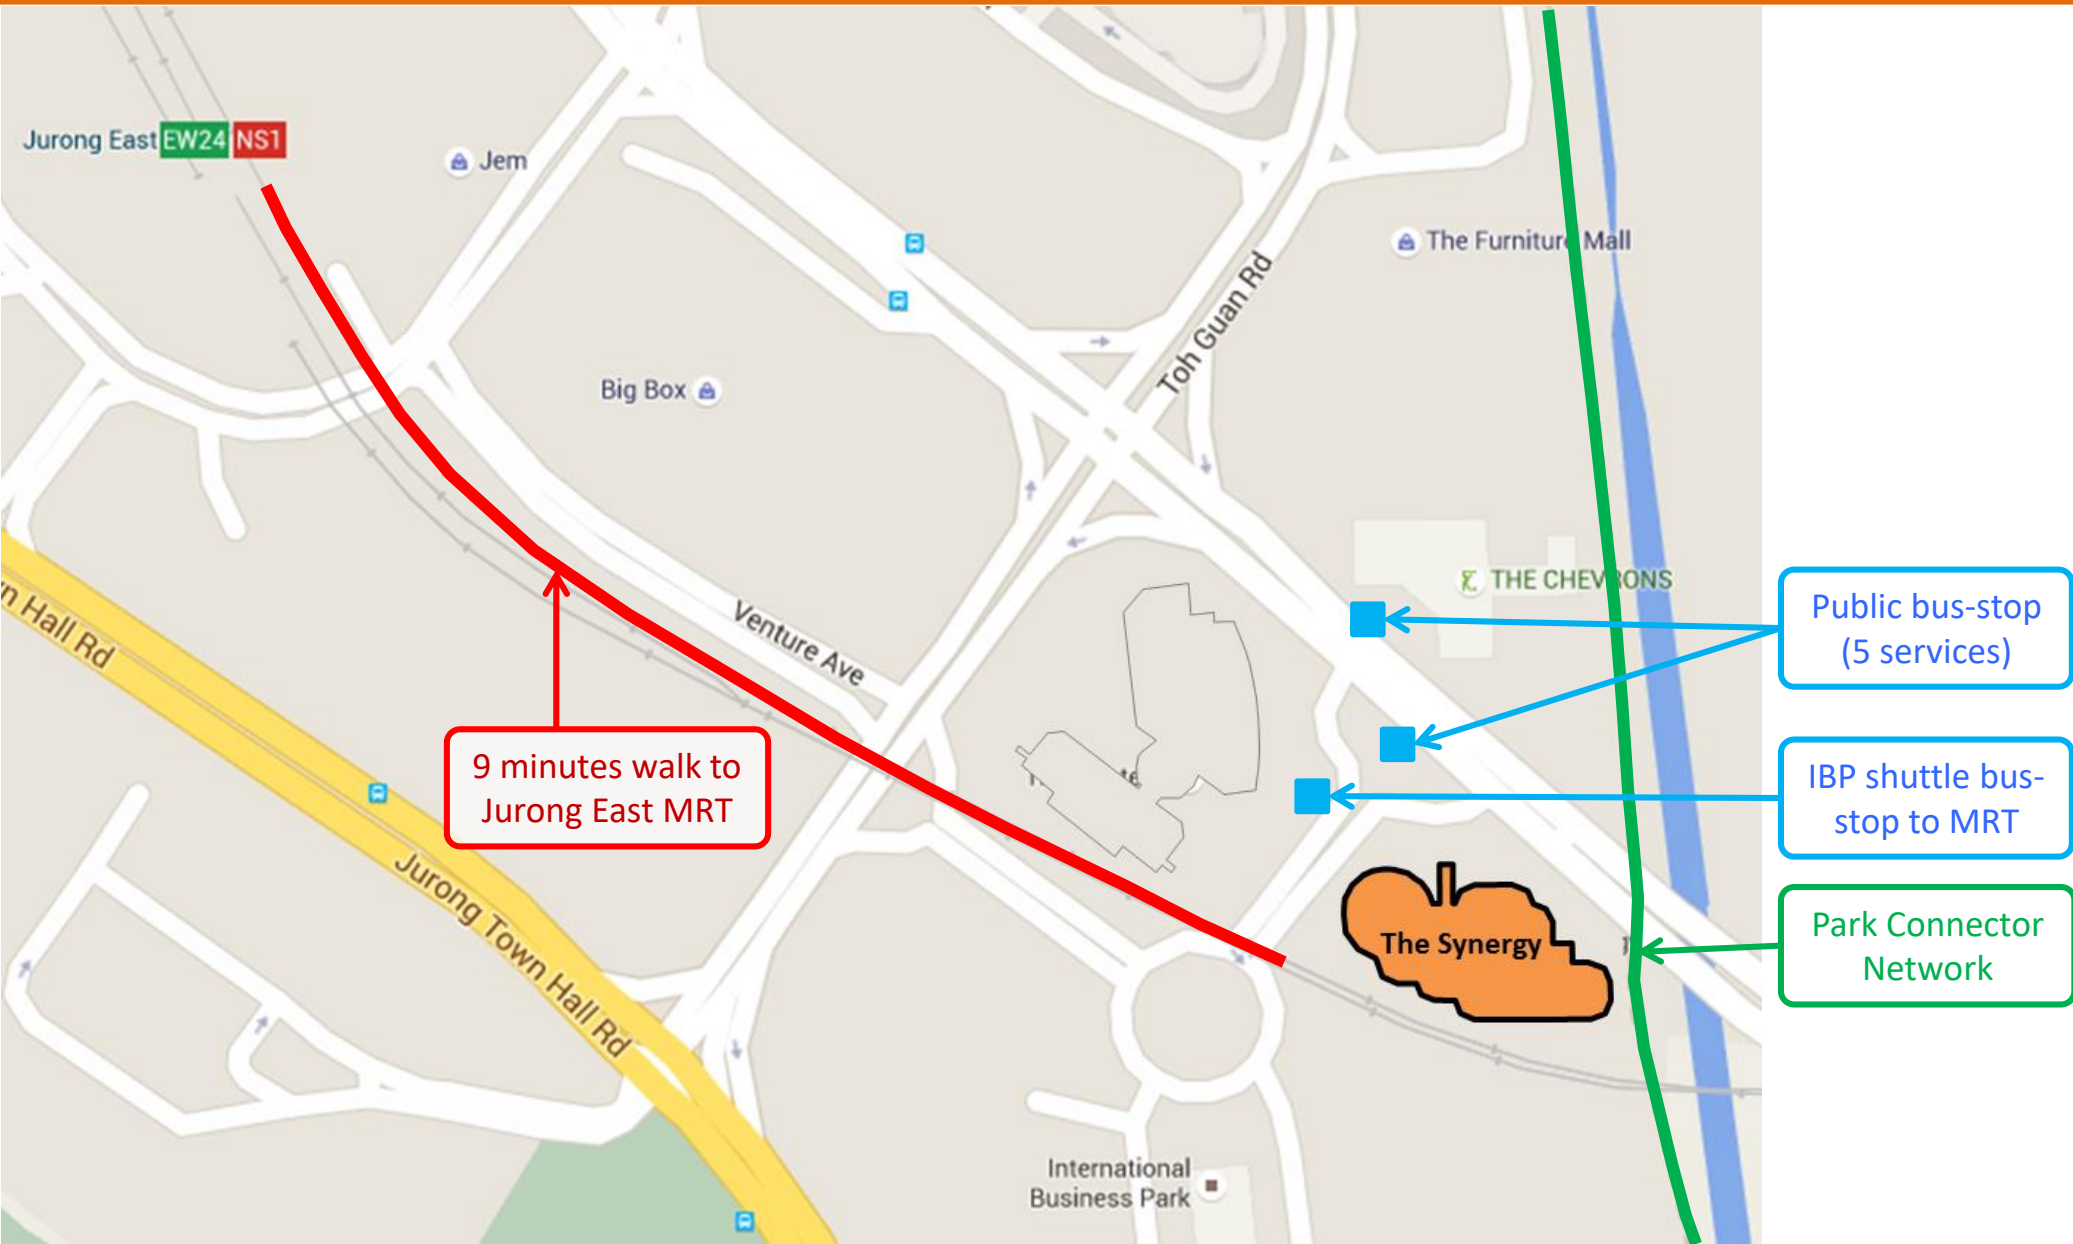 Jurong East EW24 NS1
Jem
The Furniture Mall
Toh Guan Rd
Big Box
THE CHEVRONS
Public bus-stop
(5 services)
Hall Rd
Venture Ave
9 minutes walk to
Jurong East MRT
IBP shuttle bus-
stop to MRT
Jurong Town Hall Rd
The Synergy
Park Connector
Network
International
Business Park